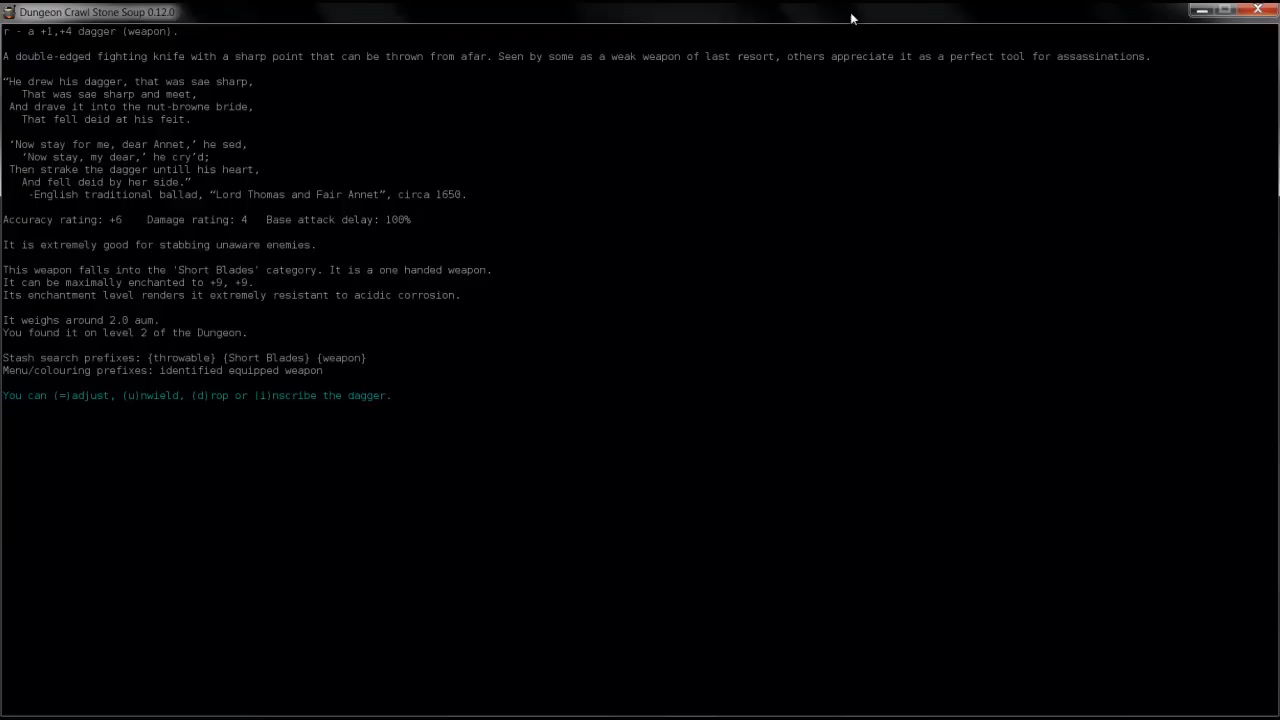 Dungeon Crawl Stone Soup 0.12.0
r - a +1,+4 dagger (weapon).
A double-edged fighting knife with a sharp point that can be thrown from afar. Seen by some as a weak weapon of last resort, others appreciate it as a perfect tool for assassinations.
“He drew his dagger, that was sae sharp,
That was sae sharp and meet,
And drave it into the nut-browne bride,
That fell deid at his feit.
‘Now stay for me, dear Annet,’ he sed,
‘Now stay, my dear,’ he cry’d;
Then strake the dagger untill his heart,
And fell deid by her side.”
-English traditional ballad, “Lord Thomas and Fair Annet”, circa 1650.
Accuracy rating: +6    Damage rating: 4   Base attack delay: 100%
It is extremely good for stabbing unaware enemies.
This weapon falls into the 'Short Blades' category. It is a one handed weapon.
It can be maximally enchanted to +9, +9.
Its enchantment level renders it extremely resistant to acidic corrosion.
It weighs around 2.0 aum.
You found it on level 2 of the Dungeon.
Stash search prefixes: {throwable} {Short Blades} {weapon}
Menu/colouring prefixes: identified equipped weapon
You can (=)adjust, (u)nwield, (d)rop or (i)nscribe the dagger.